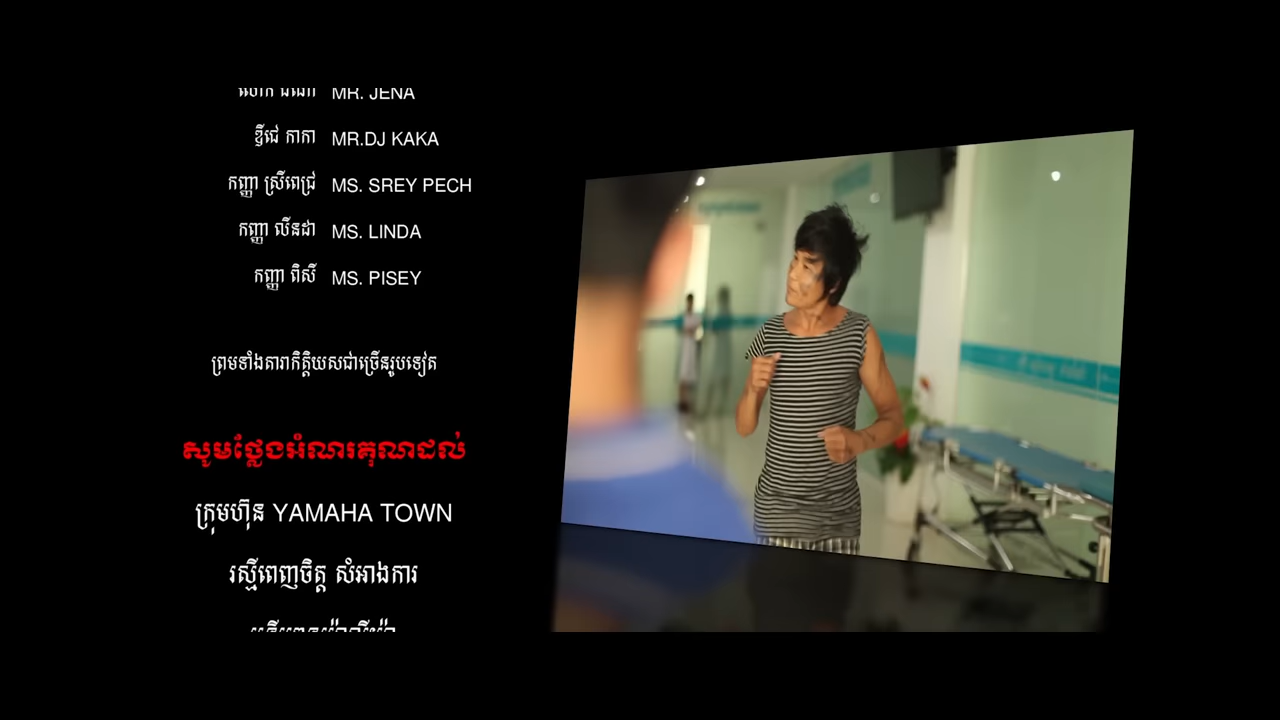 MR. JENA
ឌីជេ កាកា MR.DJ KAKA
កញ្ញា ស្រីពេជ្រ MS. SREY PECH
កញ្ញា លីនដា MS. LINDA
កញ្ញា ពិសី MS. PISEY
ព្រមទាំងតារាកិត្តិយសជាច្រើនរូបទៀត
សូមថ្លែងអំណរគុណដល់
ក្រុមហ៊ុន YAMAHA TOWN
រស្មីពេញចិត្ត សំអាងការ